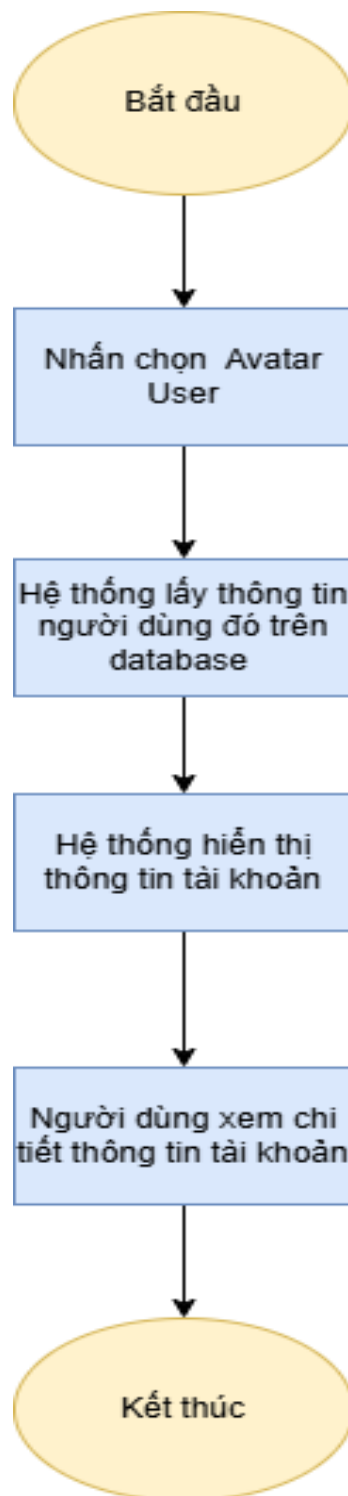 Bắt đầu
Nhấn chọn Avatar
User
Hệ thống lấy thông tin
người dùng đó trên
database
Hệ thống hiển thị
thông tin tài khoản
Người dùng xem chi
tiết thông tin tài khoản
Kết thúc